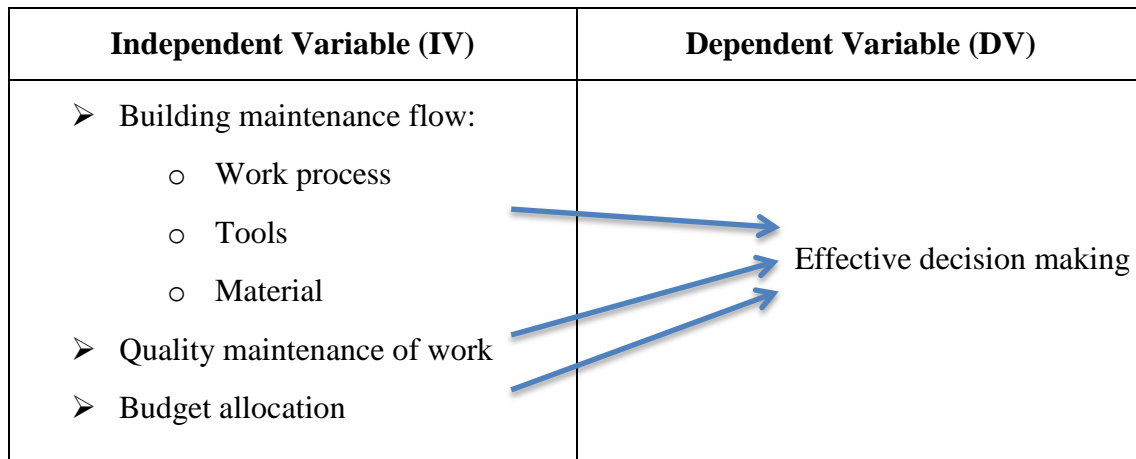 Independent Variable (IV)
Dependent Variable (DV)
➢ Building maintenance flow:
o Work process
o Tools
o Material
➢ Quality maintenance of work
➢ Budget allocation
Effective decision making